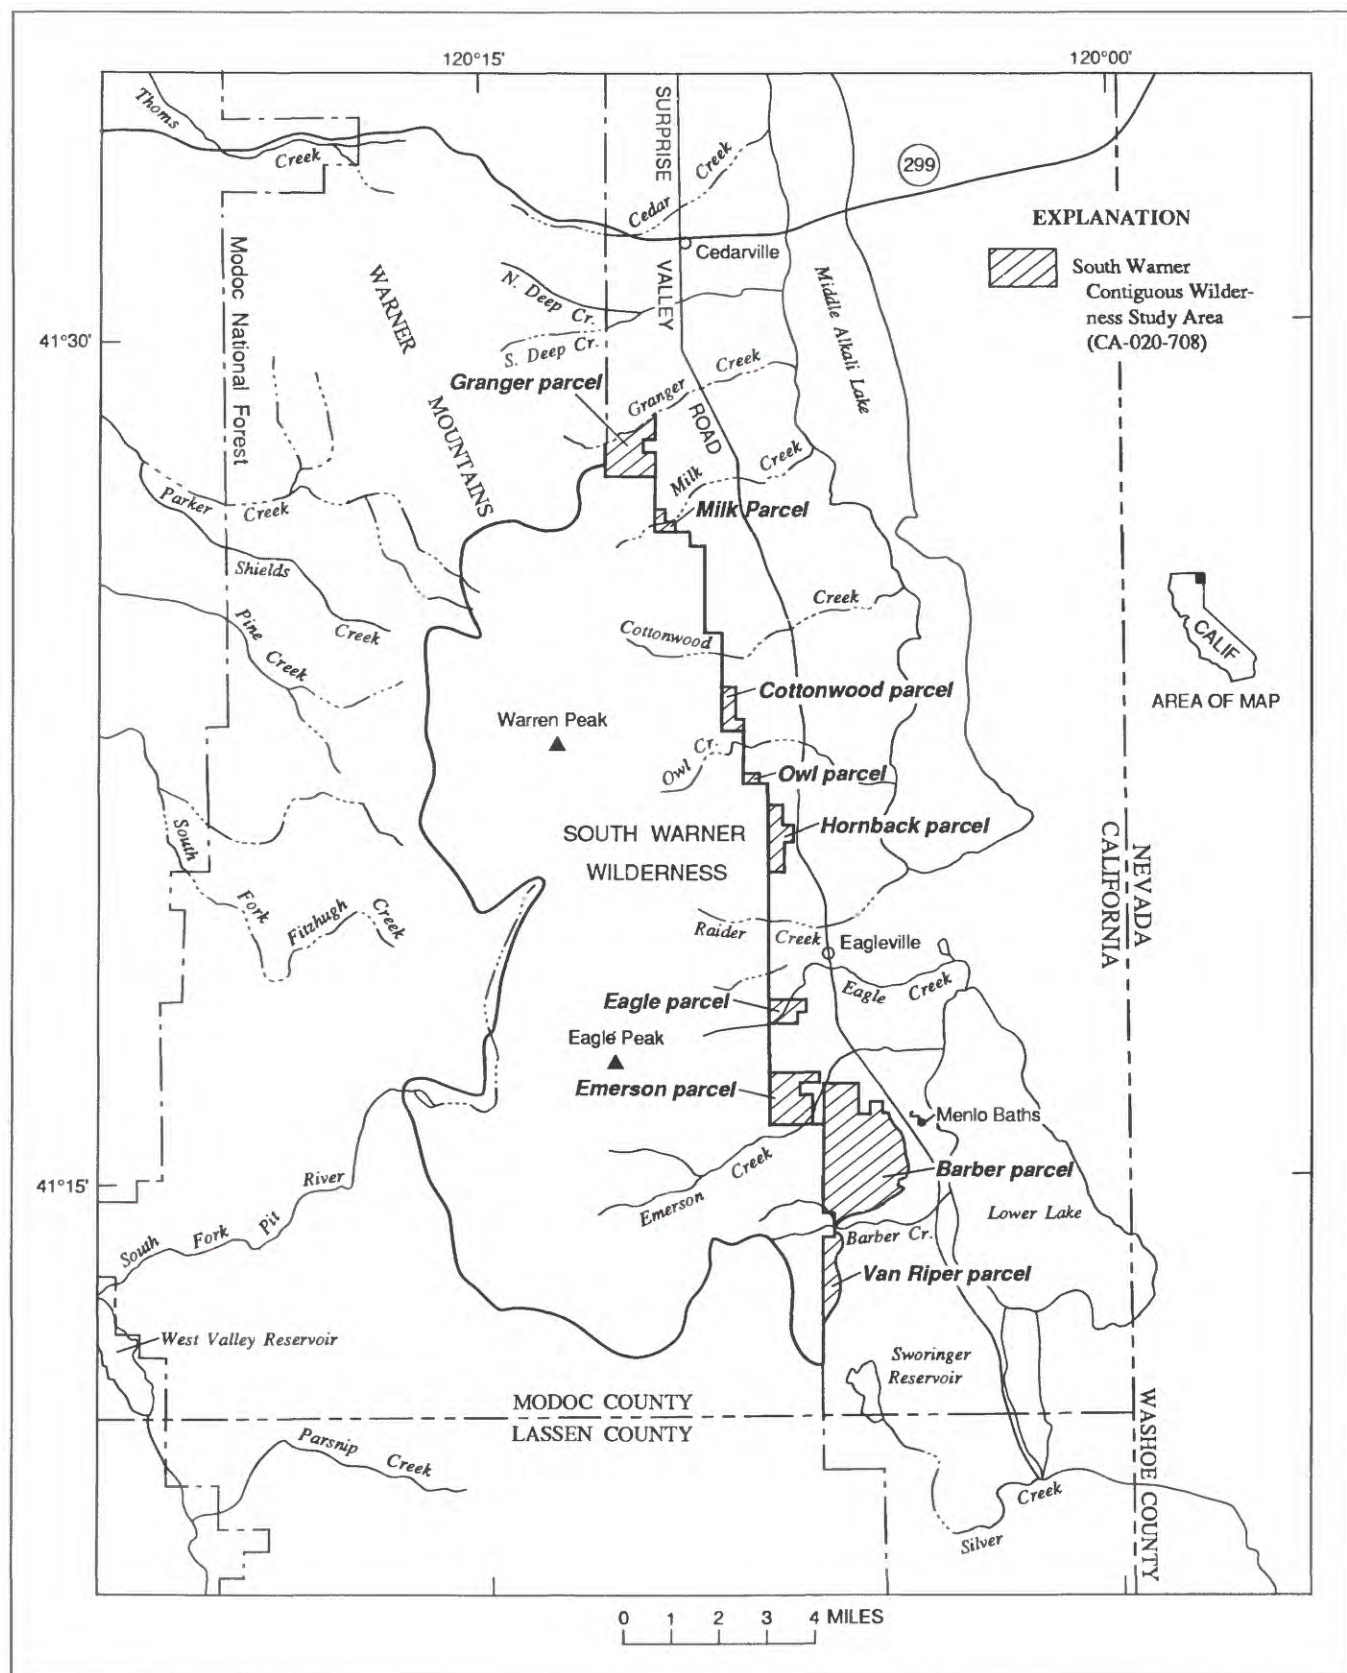 120°15'
120°00'
Thoms
Creek
SURPRISE
VALLEY
ROAD
Cedar
Creek
299
EXPLANATION
South Warner
Contiguous Wilder-
ness Study Area
(CA-020-708)
Cedarville
Modoc National Forest
WARNER
MOUNTAINS
N. Deep Cr.
S. Deep Cr.
Middle Alkali Lake
41°30'
Granger parcel
Granger
Creek
Milk
Creek
Milk Parcel
Parker
Creek
Shields
Creek
Pine
Creek
Cottonwood
Creek
CALIF
AREA OF MAP
Cottonwood parcel
Warren Peak
Owl
Cr.
Owl parcel
Hornback parcel
SOUTH WARNER
WILDERNESS
NEVADA
CALIFORNIA
South
Fork
Fitzhugh
Creek
Raider
Creek
Eagleville
Eagle
Creek
Eagle parcel
Eagle Peak
Emerson parcel
Menlo Baths
Barber parcel
41°15'
Emerson
Creek
Lower Lake
South
Fork
Pit
River
Barber Cr.
Van Riper parcel
West Valley Reservoir
Sworinger
Reservoir
MODOC COUNTY
LASSEN COUNTY
WASHOE COUNTY
Parsnip
Creek
Silver
Creek
0 1 2 3 4 MILES